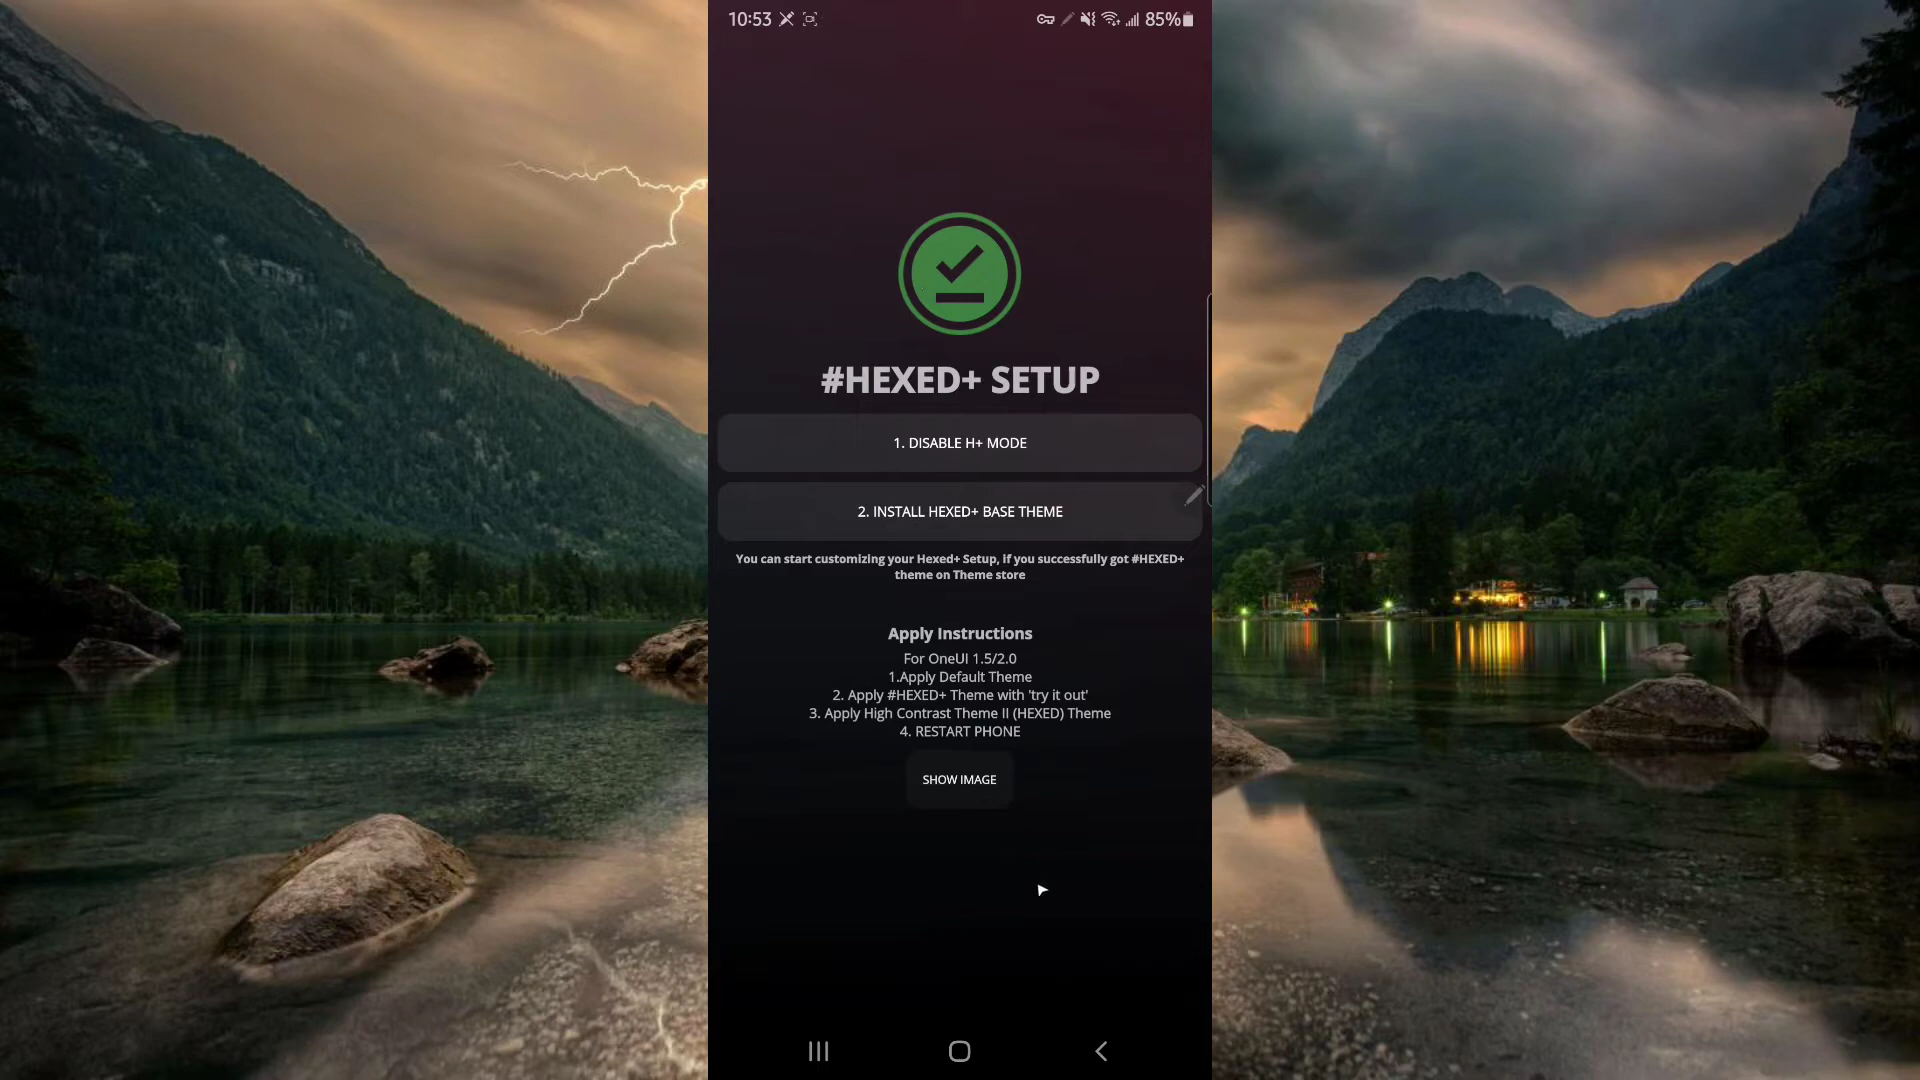 10:53
85%
#HEXED+ SETUP
1. DISABLE H+ MODE
2. INSTALL HEXED+ BASE THEME
You can start customizing your Hexed+ Setup, if you successfully got #HEXED+
theme on Theme store
Apply Instructions
For OneUI 1.5/2.0
1.Apply Default Theme
2. Apply #HEXED+ Theme with 'try it out'
3. Apply High Contrast Theme II (HEXED) Theme
4. RESTART PHONE
SHOW IMAGE